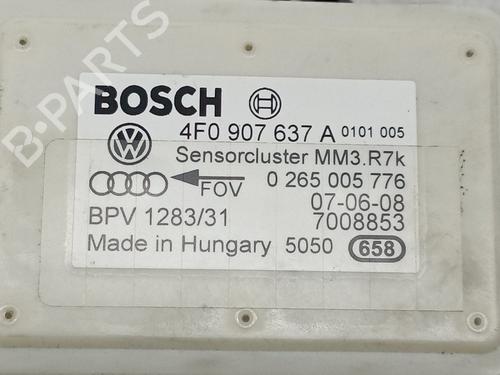 BOSCH
4F0 907 637 A 0101 005
Sensorcluster MM3.R7k
FOV 0 265 005 776
07-06-08
BPV 1283/31 7008853
Made in Hungary 5050 658
B-PARTS